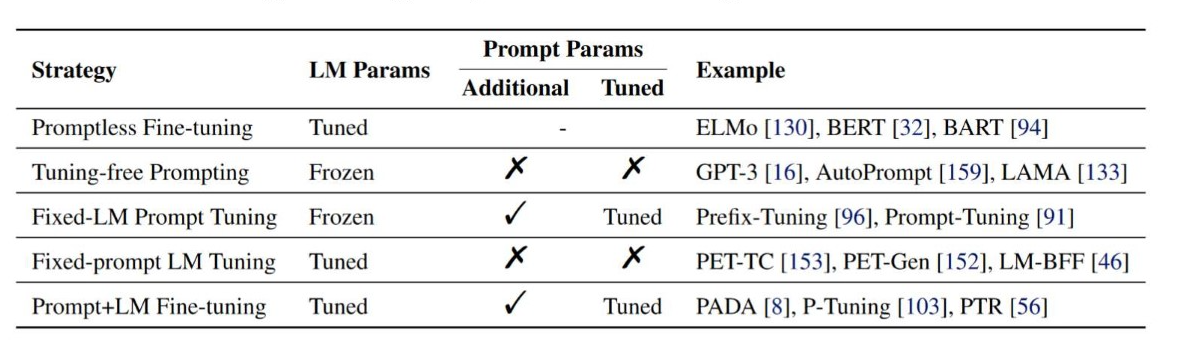 Strategy LM Params Prompt Params Example
Additional Tuned
Promptless Fine-tuning Tuned - ELMo [130], BERT [32], BART [94]
Tuning-free Prompting Frozen ✗ ✗ GPT-3 [16], AutoPrompt [159], LAMA [133]
Fixed-LM Prompt Tuning Frozen ✓ Tuned Prefix-Tuning [96], Prompt-Tuning [91]
Fixed-prompt LM Tuning Tuned ✗ ✗ PET-TC [153], PET-Gen [152], LM-BFF [46]
Prompt+LM Fine-tuning Tuned ✓ Tuned PADA [8], P-Tuning [103], PTR [56]